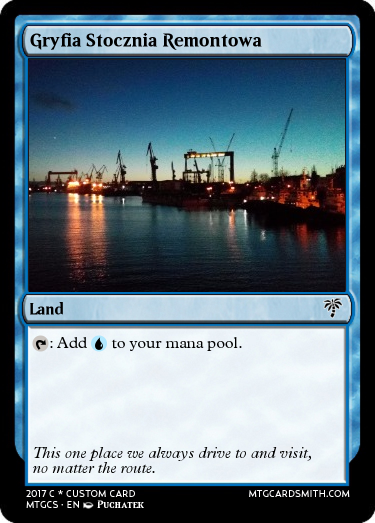 Gryfia Stocznia Remontowa
Land
: Add to your mana pool.
This one place we always drive to and visit,
no matter the route.
2017 C * CUSTOM CARD
MTGCARDSMITH.COM
MTGCS · EN PUCHATEK